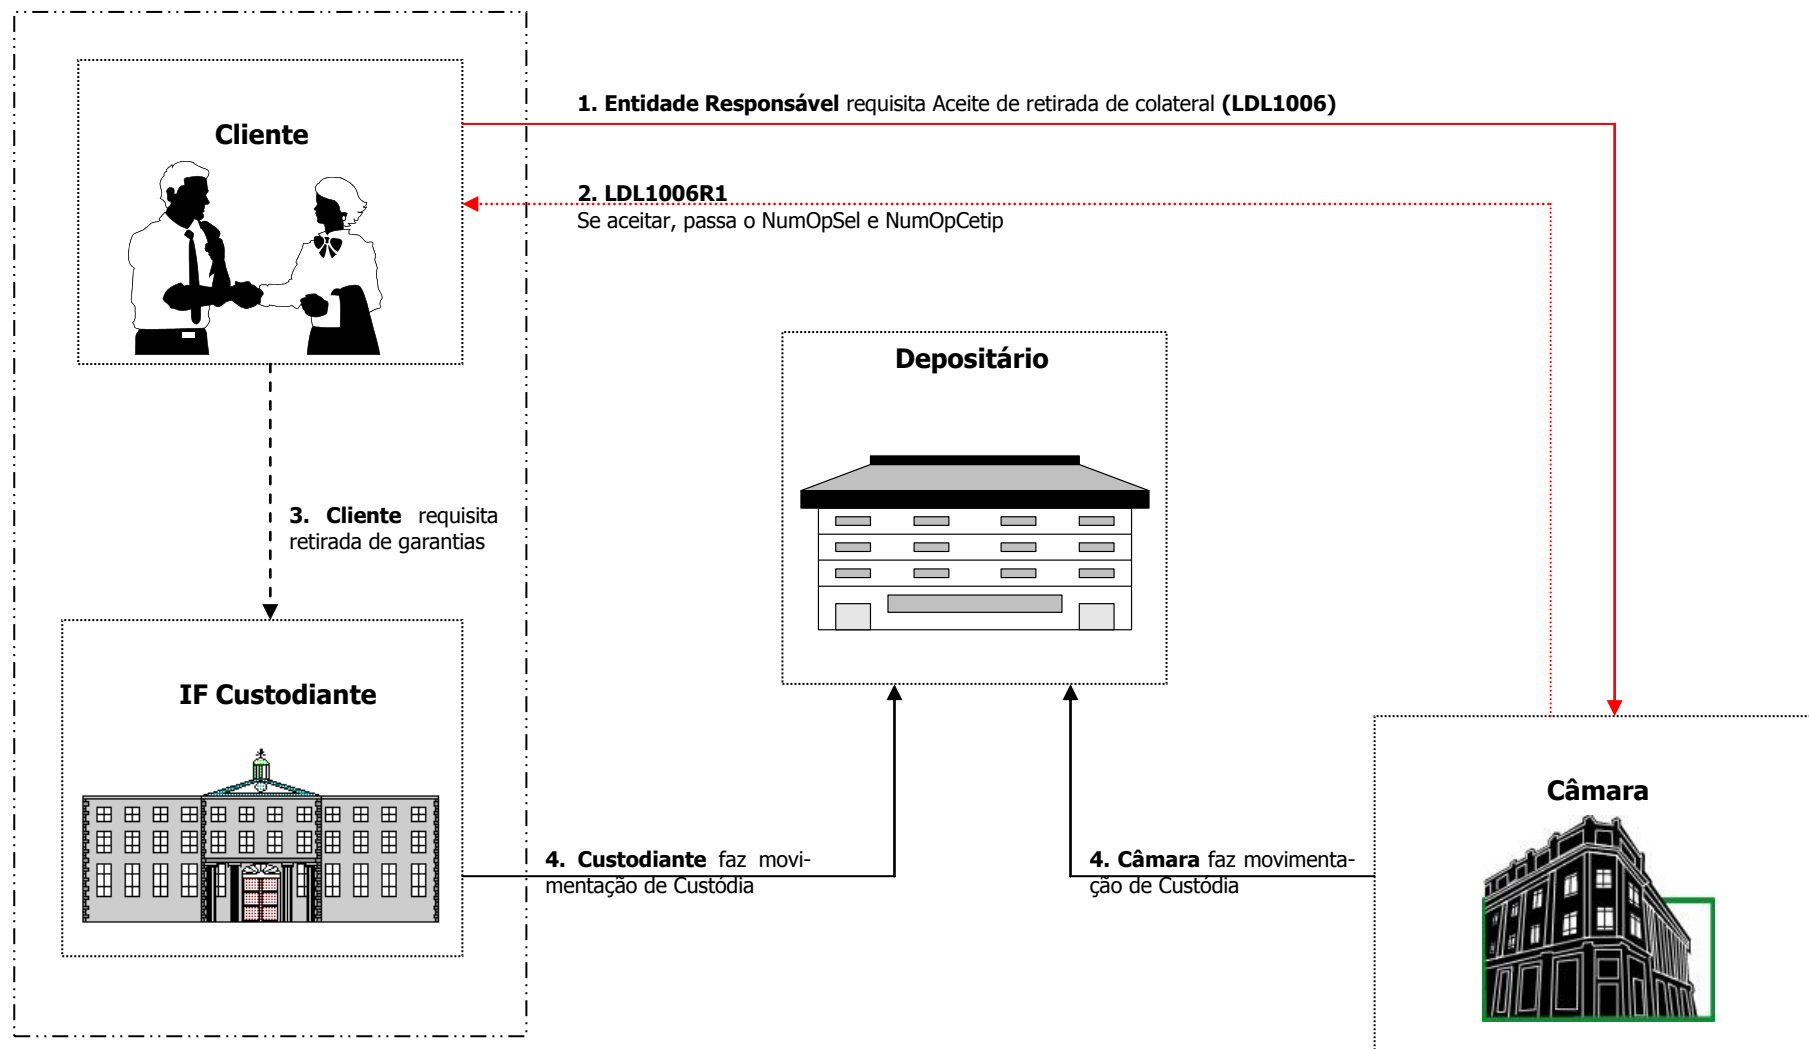 1. Entidade Responsável requisita Aceite de retirada de colateral (LDL1006)
Cliente
2. LDL1006R1
Se aceitar, passa o NumOpSel e NumOpCetip
Depositário
3. Cliente requisita
retirada de garantias
IF Custodiante
Câmara
4. Custodiante faz movi-
mentação de Custódia
4. Câmara faz movimenta-
ção de Custódia